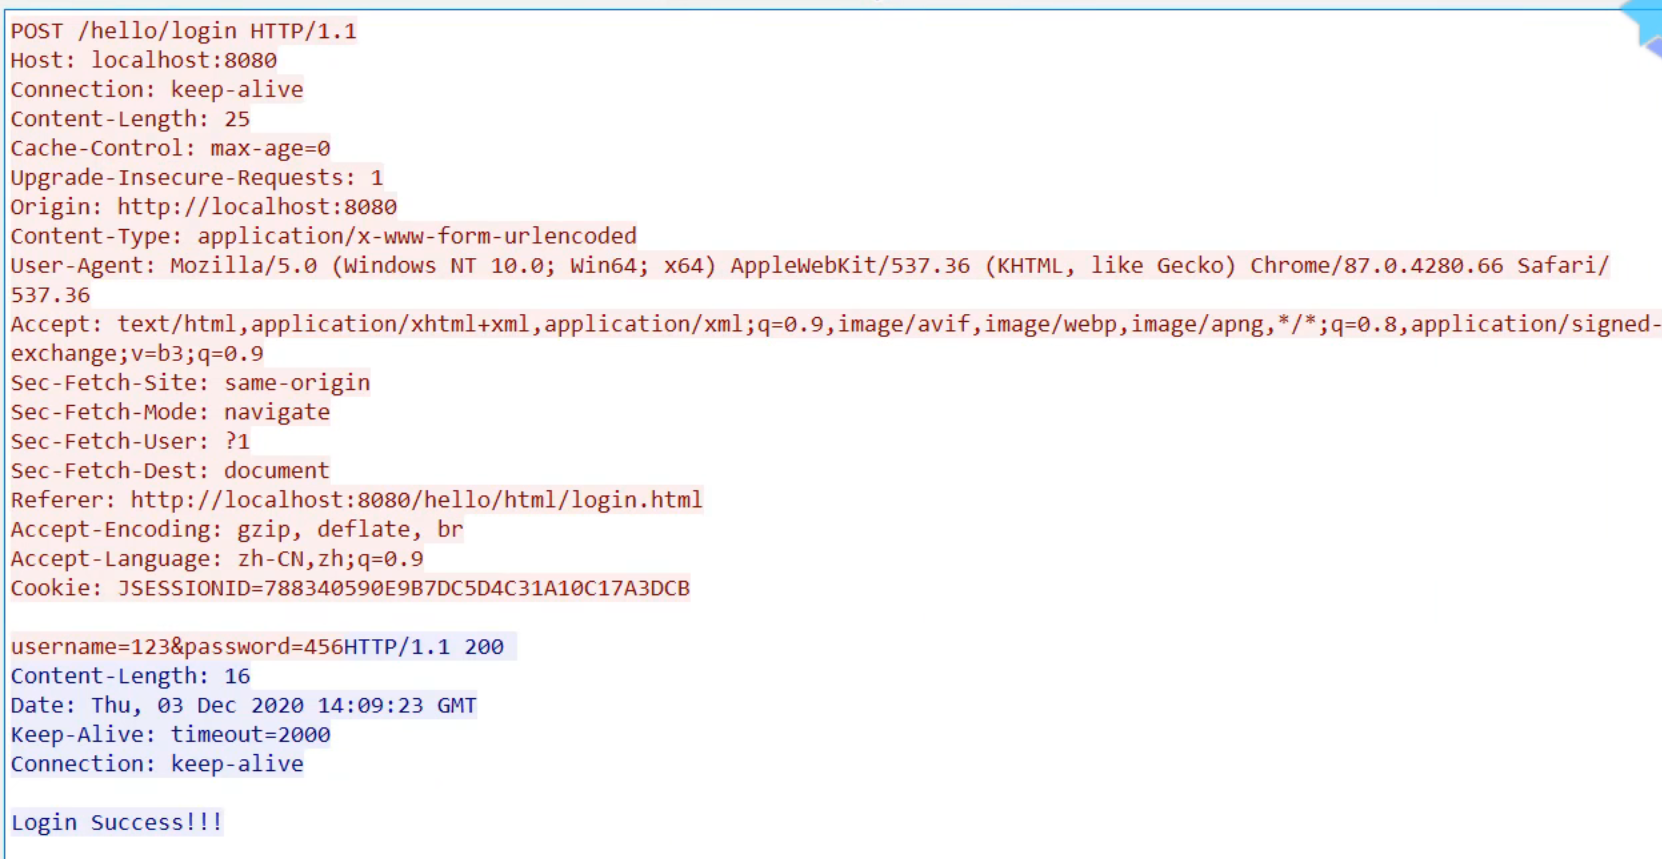 POST /hello/login HTTP/1.1
Host: localhost:8080
Connection: keep-alive
Content-Length: 25
Cache-Control: max-age=0
Upgrade-Insecure-Requests: 1
Origin: http://localhost:8080
Content-Type: application/x-www-form-urlencoded
User-Agent: Mozilla/5.0 (Windows NT 10.0; Win64; x64) AppleWebKit/537.36 (KHTML, like Gecko) Chrome/87.0.4280.66 Safari/
537.36
Accept: text/html,application/xhtml+xml,application/xml;q=0.9,image/avif,image/webp,image/apng,*/*;q=0.8,application/signed-
exchange;v=b3;q=0.9
Sec-Fetch-Site: same-origin
Sec-Fetch-Mode: navigate
Sec-Fetch-User: ?1
Sec-Fetch-Dest: document
Referer: http://localhost:8080/hello/html/login.html
Accept-Encoding: gzip, deflate, br
Accept-Language: zh-CN,zh;q=0.9
Cookie: JSESSIONID=788340590E9B7DC5D4C31A10C17A3DCB
username=123&password=456HTTP/1.1 200
Content-Length: 16
Date: Thu, 03 Dec 2020 14:09:23 GMT
Keep-Alive: timeout=2000
Connection: keep-alive
Login Success!!!